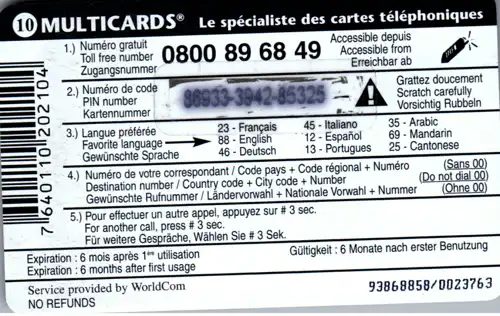 10 MULTICARDS® Le spécialiste des cartes téléphoniques
1.) Numéro gratuit
Toll free number
Zugangsnummer
0800 89 68 49
Accessible depuis
Accessible from
Erreichbar ab
2.) Numéro de code
PIN number
Kartennummer
86933-3942-85325
Grattez doucement
Scratch carefully
Vorsichtig Rubbeln
3.) Langue préférée
Favorite language
Gewünschte Sprache
23 - Français 45 - Italiano 35 - Arabic
88 - English 12 - Español 69 - Mandarin
46 - Deutsch 13 - Portugues 25 - Cantonese
4.) Numéro de votre correspondant / Code pays + Code régional + Numéro (Sans 00)
Destination number / Country code + City code + Number (Do not dial 00)
Gewünschte Rufnummer / Ländervorwahl + Nationale Vorwahl + Nummer (Ohne 00)
5.) Pour effectuer un autre appel, appuyez sur # 3 sec.
For another call, press # 3 sec.
Für weitere Gespräche, Wählen Sie # 3 Sek.
Expiration : 6 mois après 1ère utilisation Gültigkeit : 6 Monate nach erster Benutzung
Expiration : 6 months after first usage
Service provided by WorldCom 93868858/0023763
NO REFUNDS
7 640110 202104